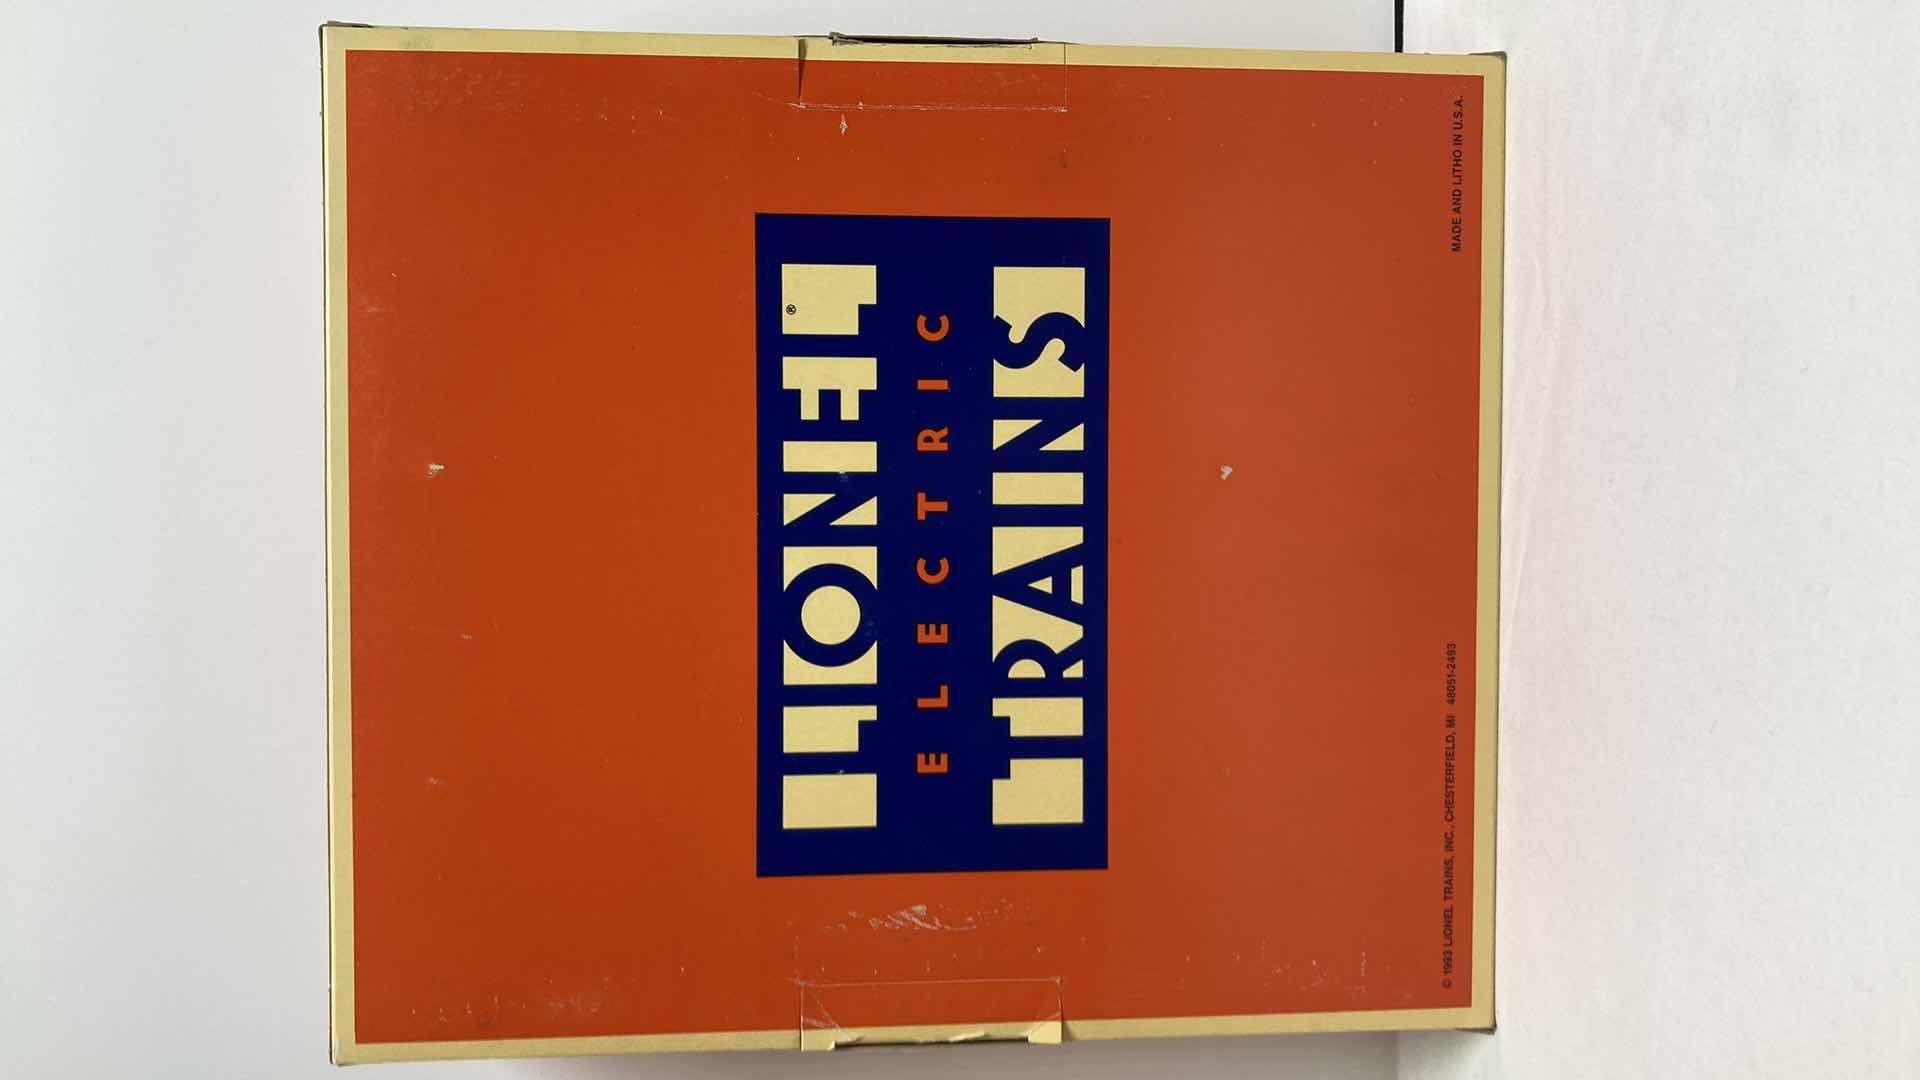 LIONEL®
ELECTRIC
TRAINS
© 1993 LIONEL TRAINS, INC., CHESTERFIELD, MI 48051-2493
MADE AND LITHO IN U.S.A.